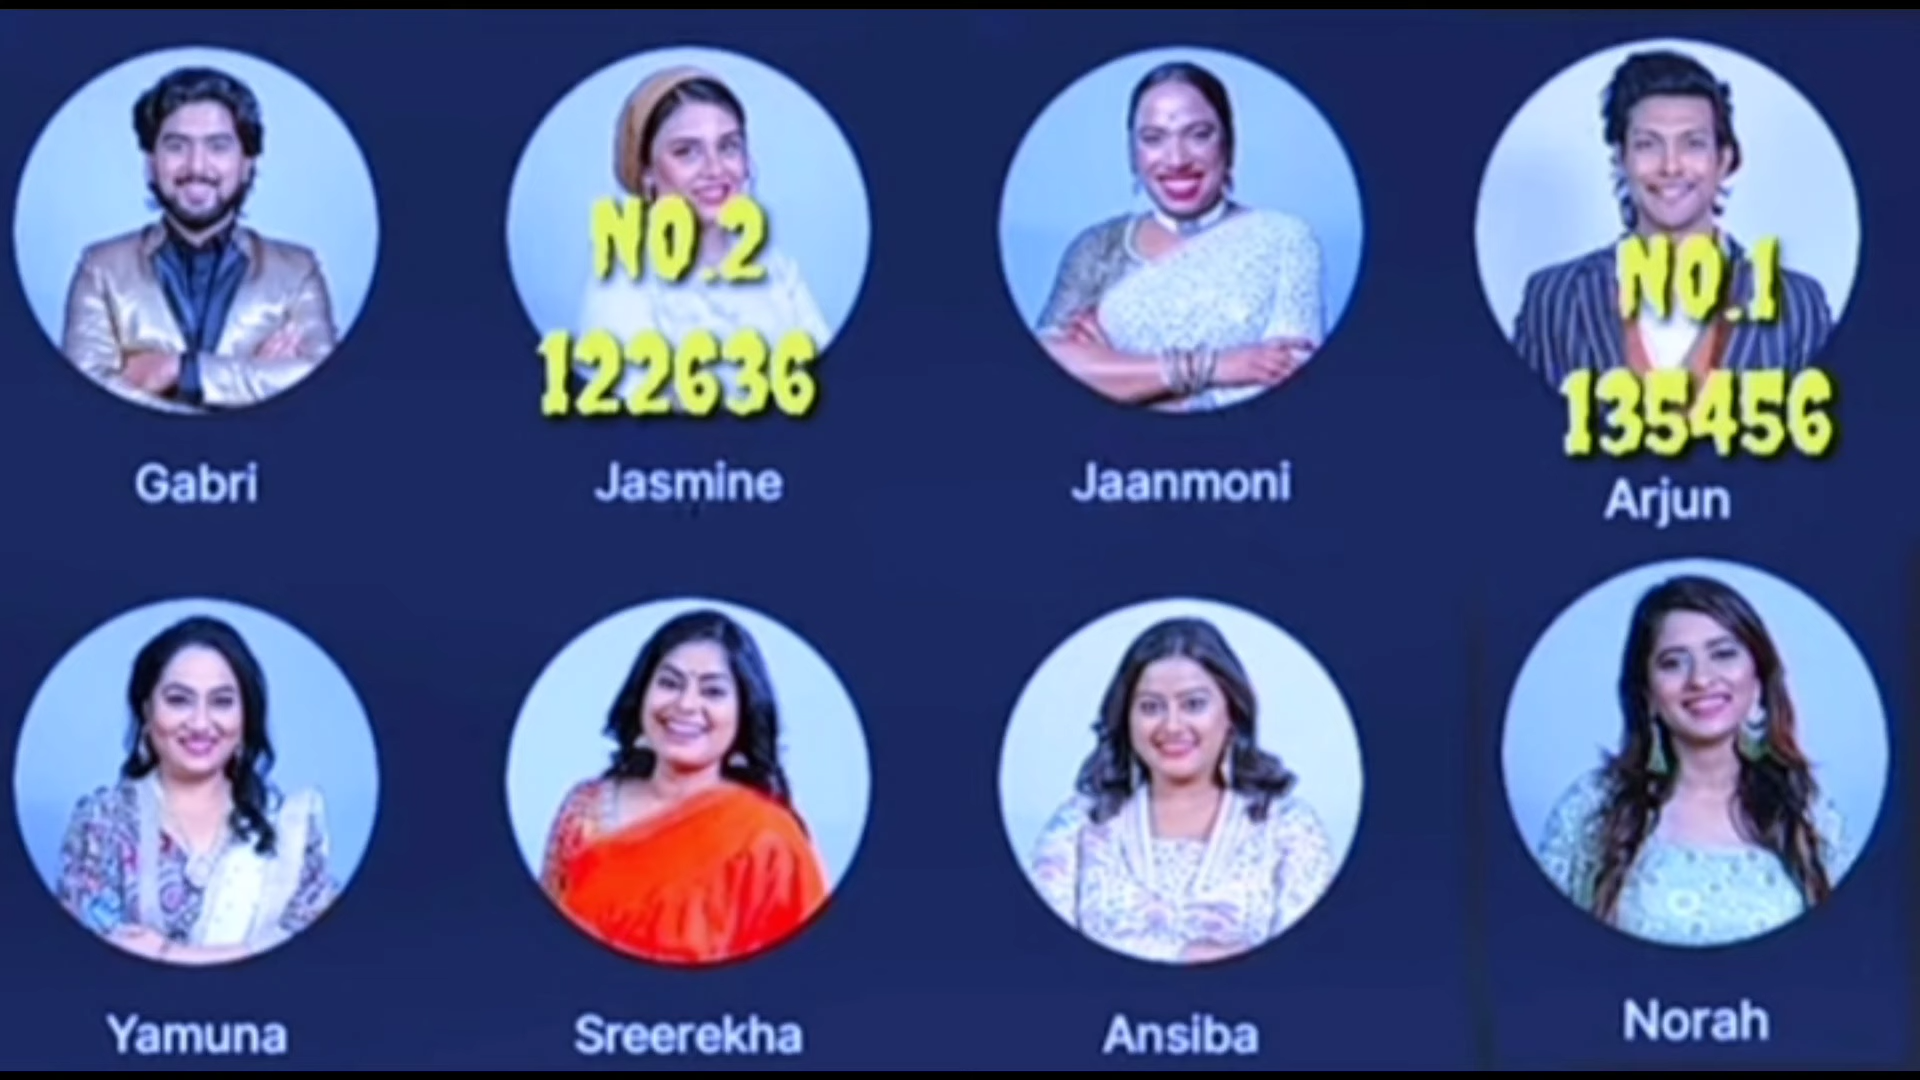 NO.2
122636
NO.1
135456
Gabri
Jasmine
Jaanmoni
Arjun
Yamuna
Sreerekha
Ansiba
Norah